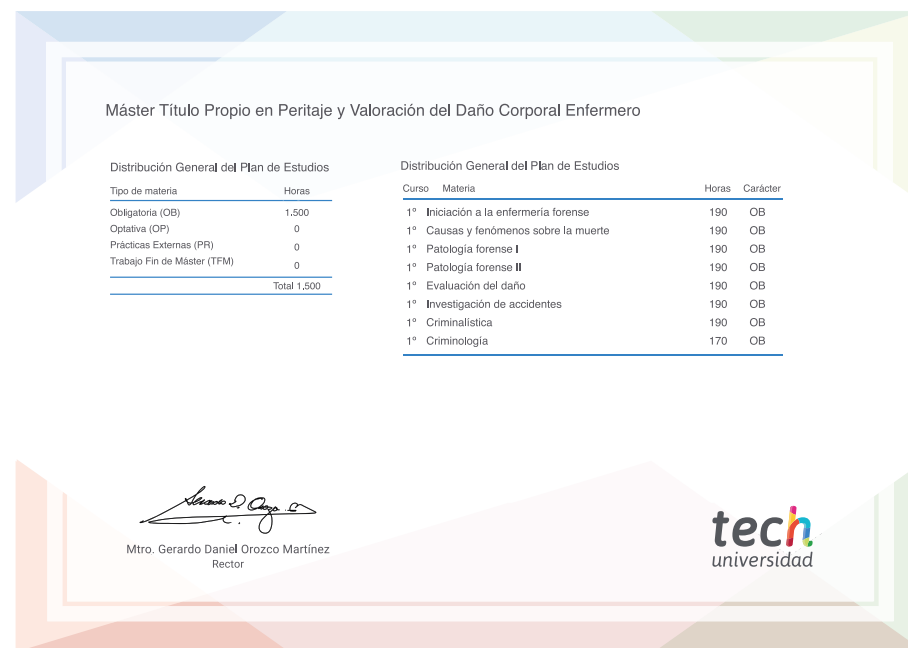 Máster Título Propio en Peritaje y Valoración del Daño Corporal Enfermero
Distribución General del Plan de Estudios
Tipo de materia Horas
Obligatoria (OB) 1.500
Optativa (OP) 0
Prácticas Externas (PR) 0
Trabajo Fin de Máster (TFM) 0
Total 1.500
Distribución General del Plan de Estudios
Curso Materia Horas Carácter
1º Iniciación a la enfermería forense 190 OB
1º Causas y fenómenos sobre la muerte 190 OB
1º Patología forense I 190 OB
1º Patología forense II 190 OB
1º Evaluación del daño 190 OB
1º Investigación de accidentes 190 OB
1º Criminalística 190 OB
1º Criminología 170 OB
Mtro. Gerardo Daniel Orozco Martínez
Rector
tech
universidad